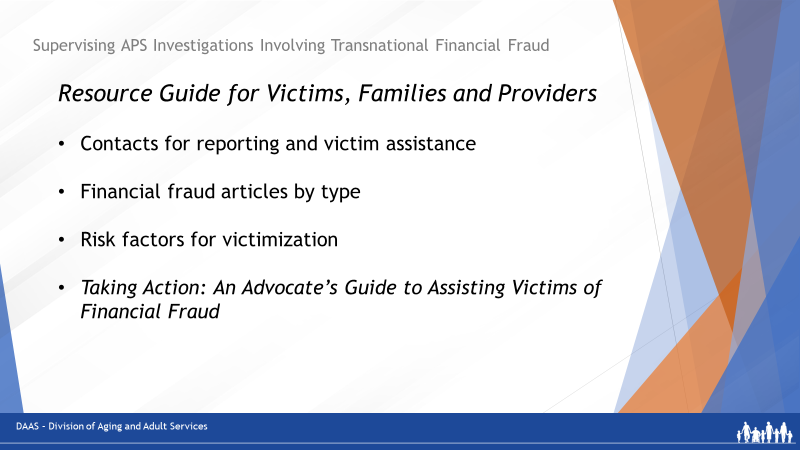 Supervising APS Investigations Involving Transnational Financial Fraud
Resource Guide for Victims, Families and Providers
• Contacts for reporting and victim assistance
• Financial fraud articles by type
• Risk factors for victimization
• Taking Action: An Advocate’s Guide to Assisting Victims of
Financial Fraud
DAAS – Division of Aging and Adult Services